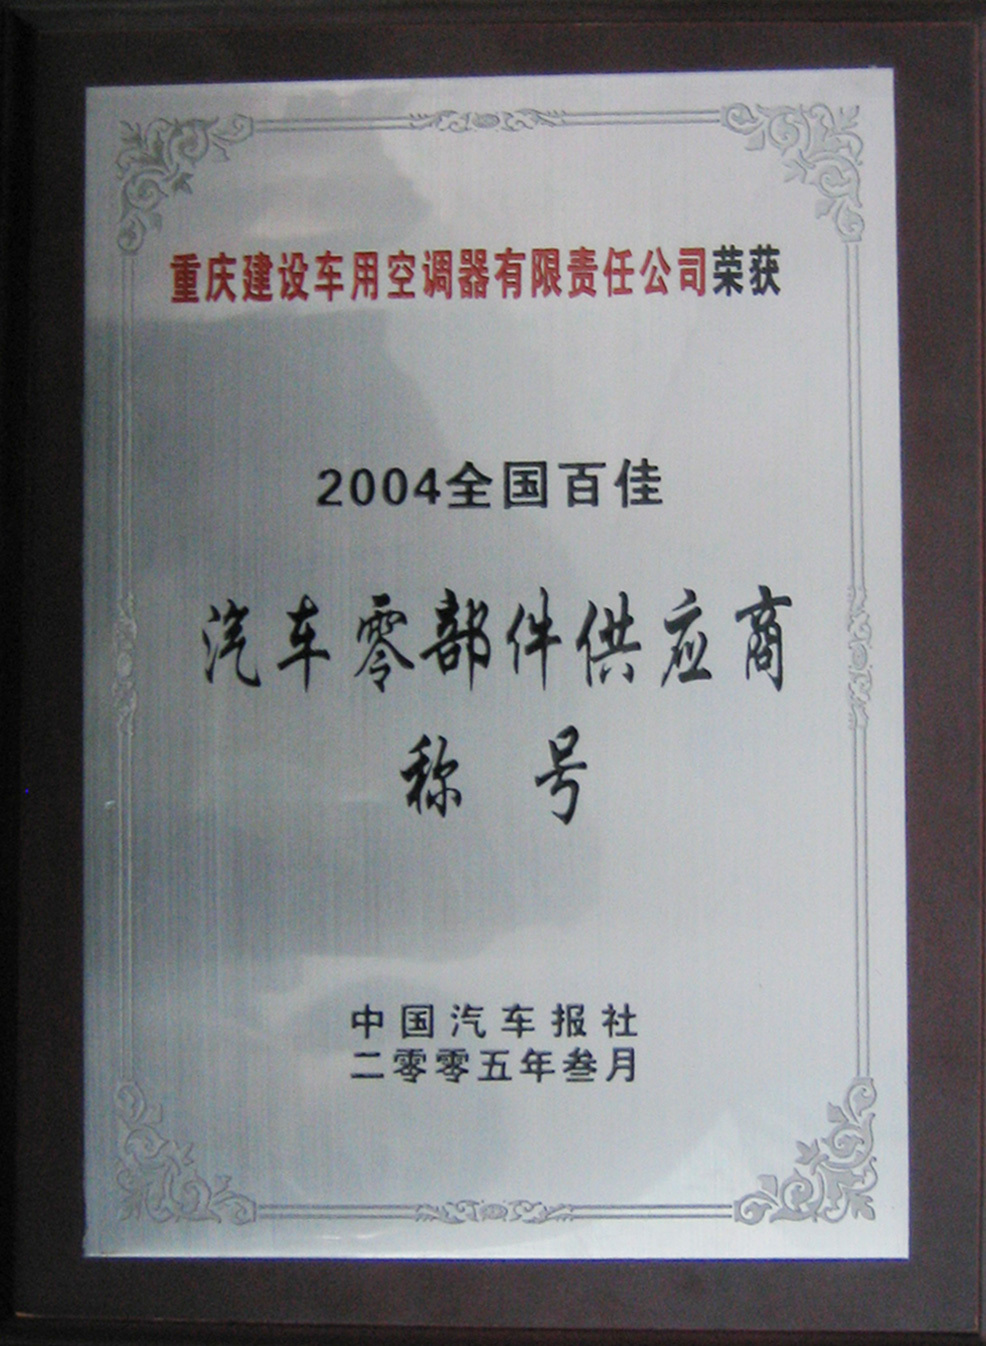 重庆建设车用空调器有限责任公司荣获
2004全国百佳
汽车零部件供应商
称号
中国汽车报社
二零零五年叁月